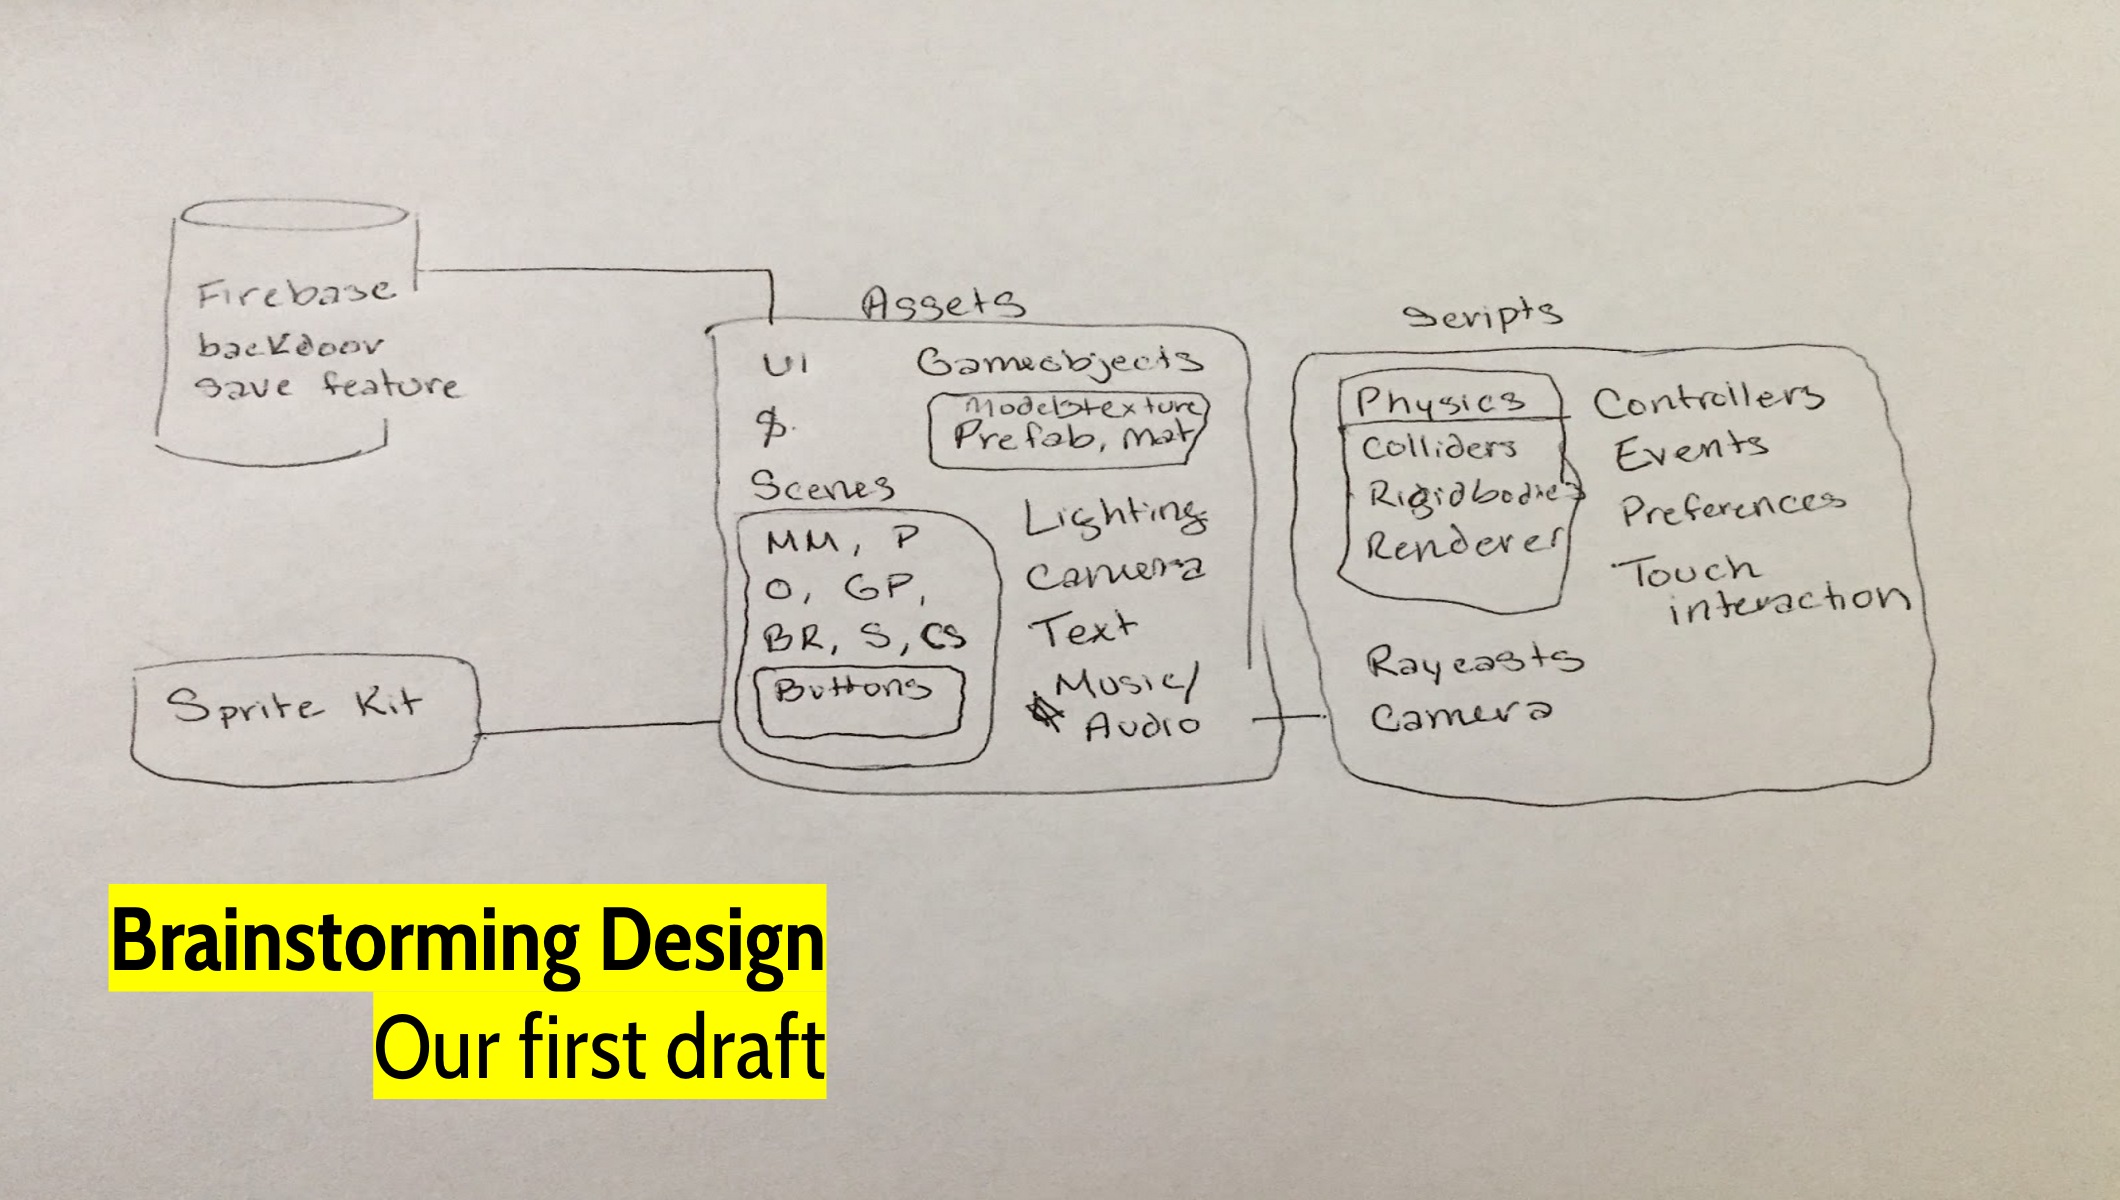 Firebase
backdoor
save feature
Sprite Kit
Assets
UI
$
Scenes
MM, P
O, GP,
BR, S, CS
Buttons
Gameobjects
Models texture
Prefab, Mat
Lighting
Camera
Text
Music/
Audio
Scripts
Physics
Colliders
Rigidbodies
Renderer
Controllers
Events
Preferences
Touch
interaction
Raycasts
Camera
Brainstorming Design
Our first draft